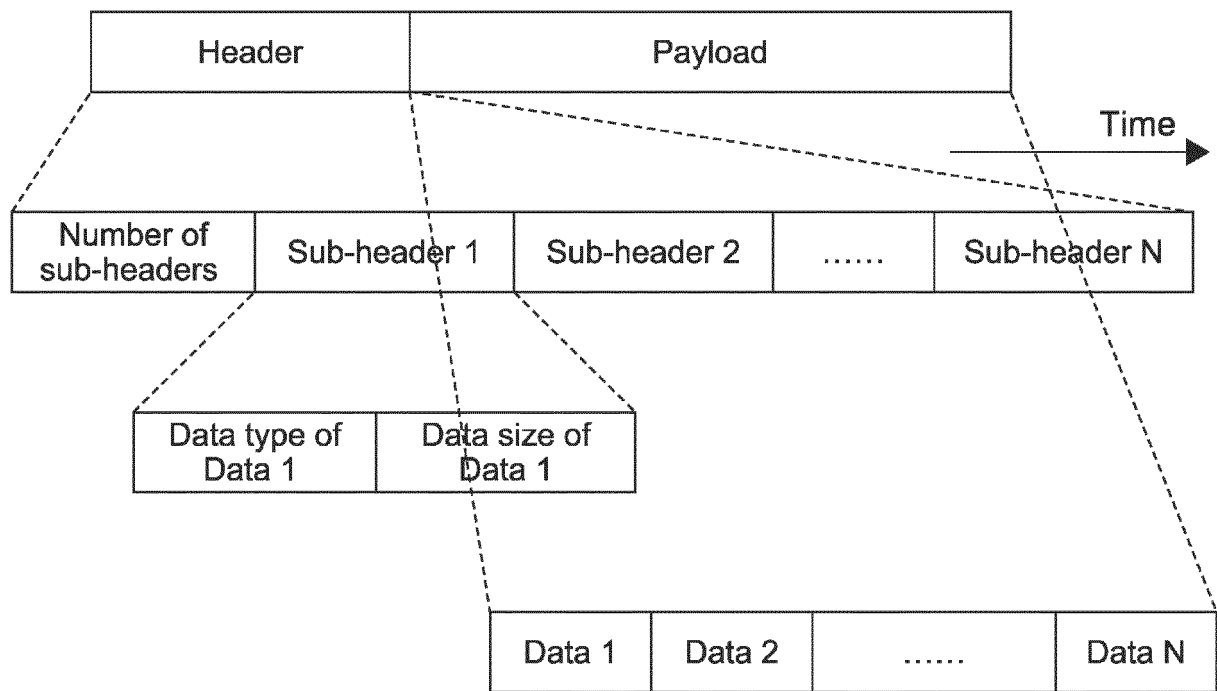 Header
Payload
Time
Number of
sub-headers
Sub-header 1
Sub-header 2
......
Sub-header N
Data type of
Data 1
Data size of
Data 1
Data 1
Data 2
......
Data N